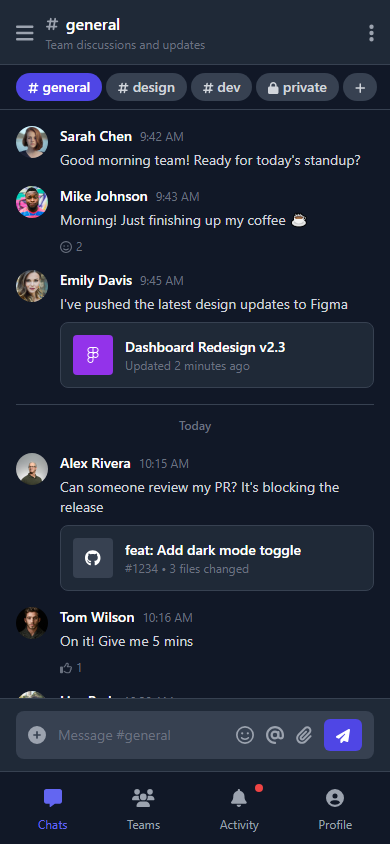 # general
Team discussions and updates
# general
# design
# dev
private
+
Sarah Chen 9:42 AM
Good morning team! Ready for today's standup?
Mike Johnson 9:43 AM
Morning! Just finishing up my coffee ☕
2
Emily Davis 9:45 AM
I've pushed the latest design updates to Figma
Dashboard Redesign v2.3
Updated 2 minutes ago
Today
Alex Rivera 10:15 AM
Can someone review my PR? It's blocking the
release
feat: Add dark mode toggle
#1234 • 3 files changed
Tom Wilson 10:16 AM
On it! Give me 5 mins
1
Message #general
Chats
Teams
Activity
Profile